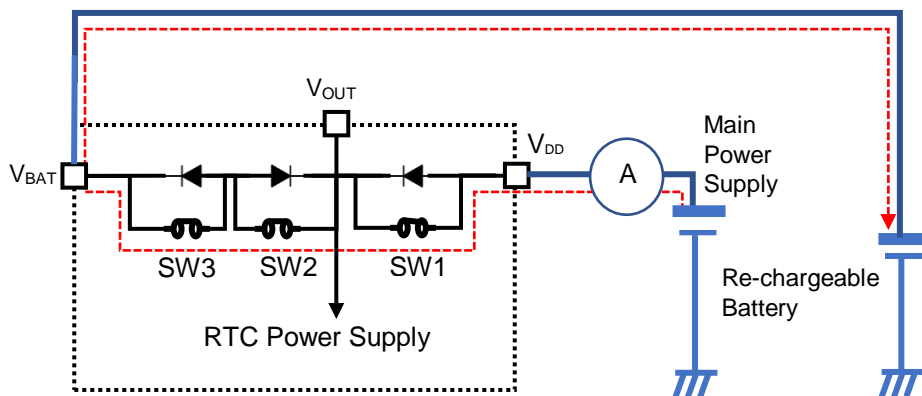 VOUT
VBAT
VDD
A
Main
Power
Supply
SW3
SW2
SW1
RTC Power Supply
Re-chargeable
Battery